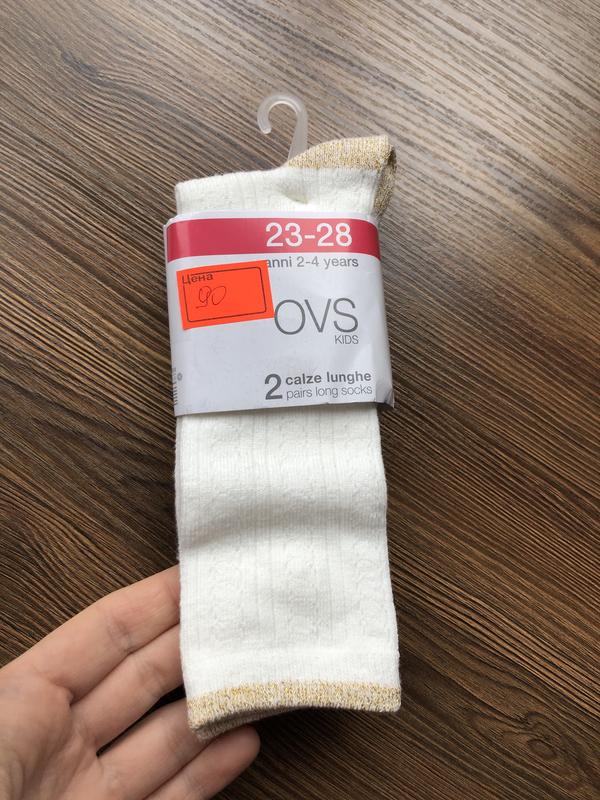 23-28
anni 2-4 years
Цена
90
OVS
KIDS
2 calze lunghe
pairs long socks